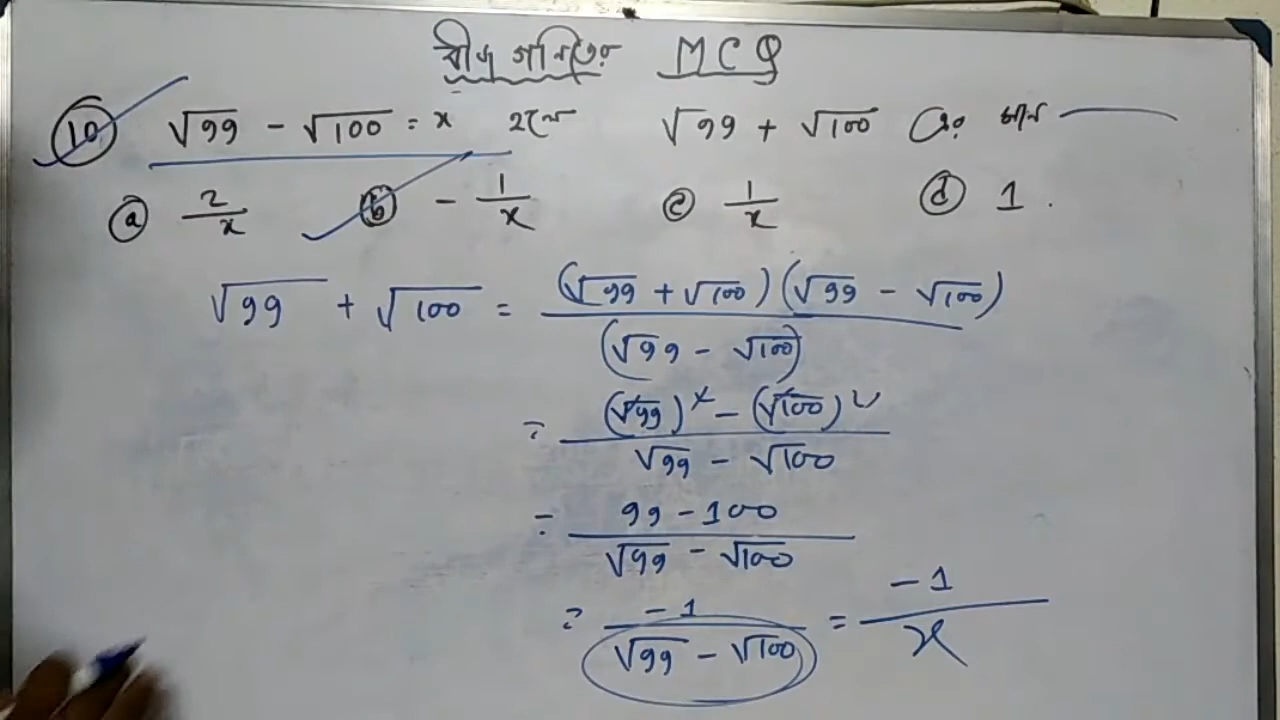 বীজ গনিতের MCQ
10 √99 - √100 = x হলে √99 + √100 এর মান
ⓐ 2/x ⓑ - 1/x ⓒ 1/x ⓓ 1.
√99 + √100 = (√99 + √100)(√99 - √100) / (√99 - √100)
= (√99)² - (√100)² / √99 - √100
= 99 - 100 / √99 - √100
= -1 / √99 - √100 = -1 / x